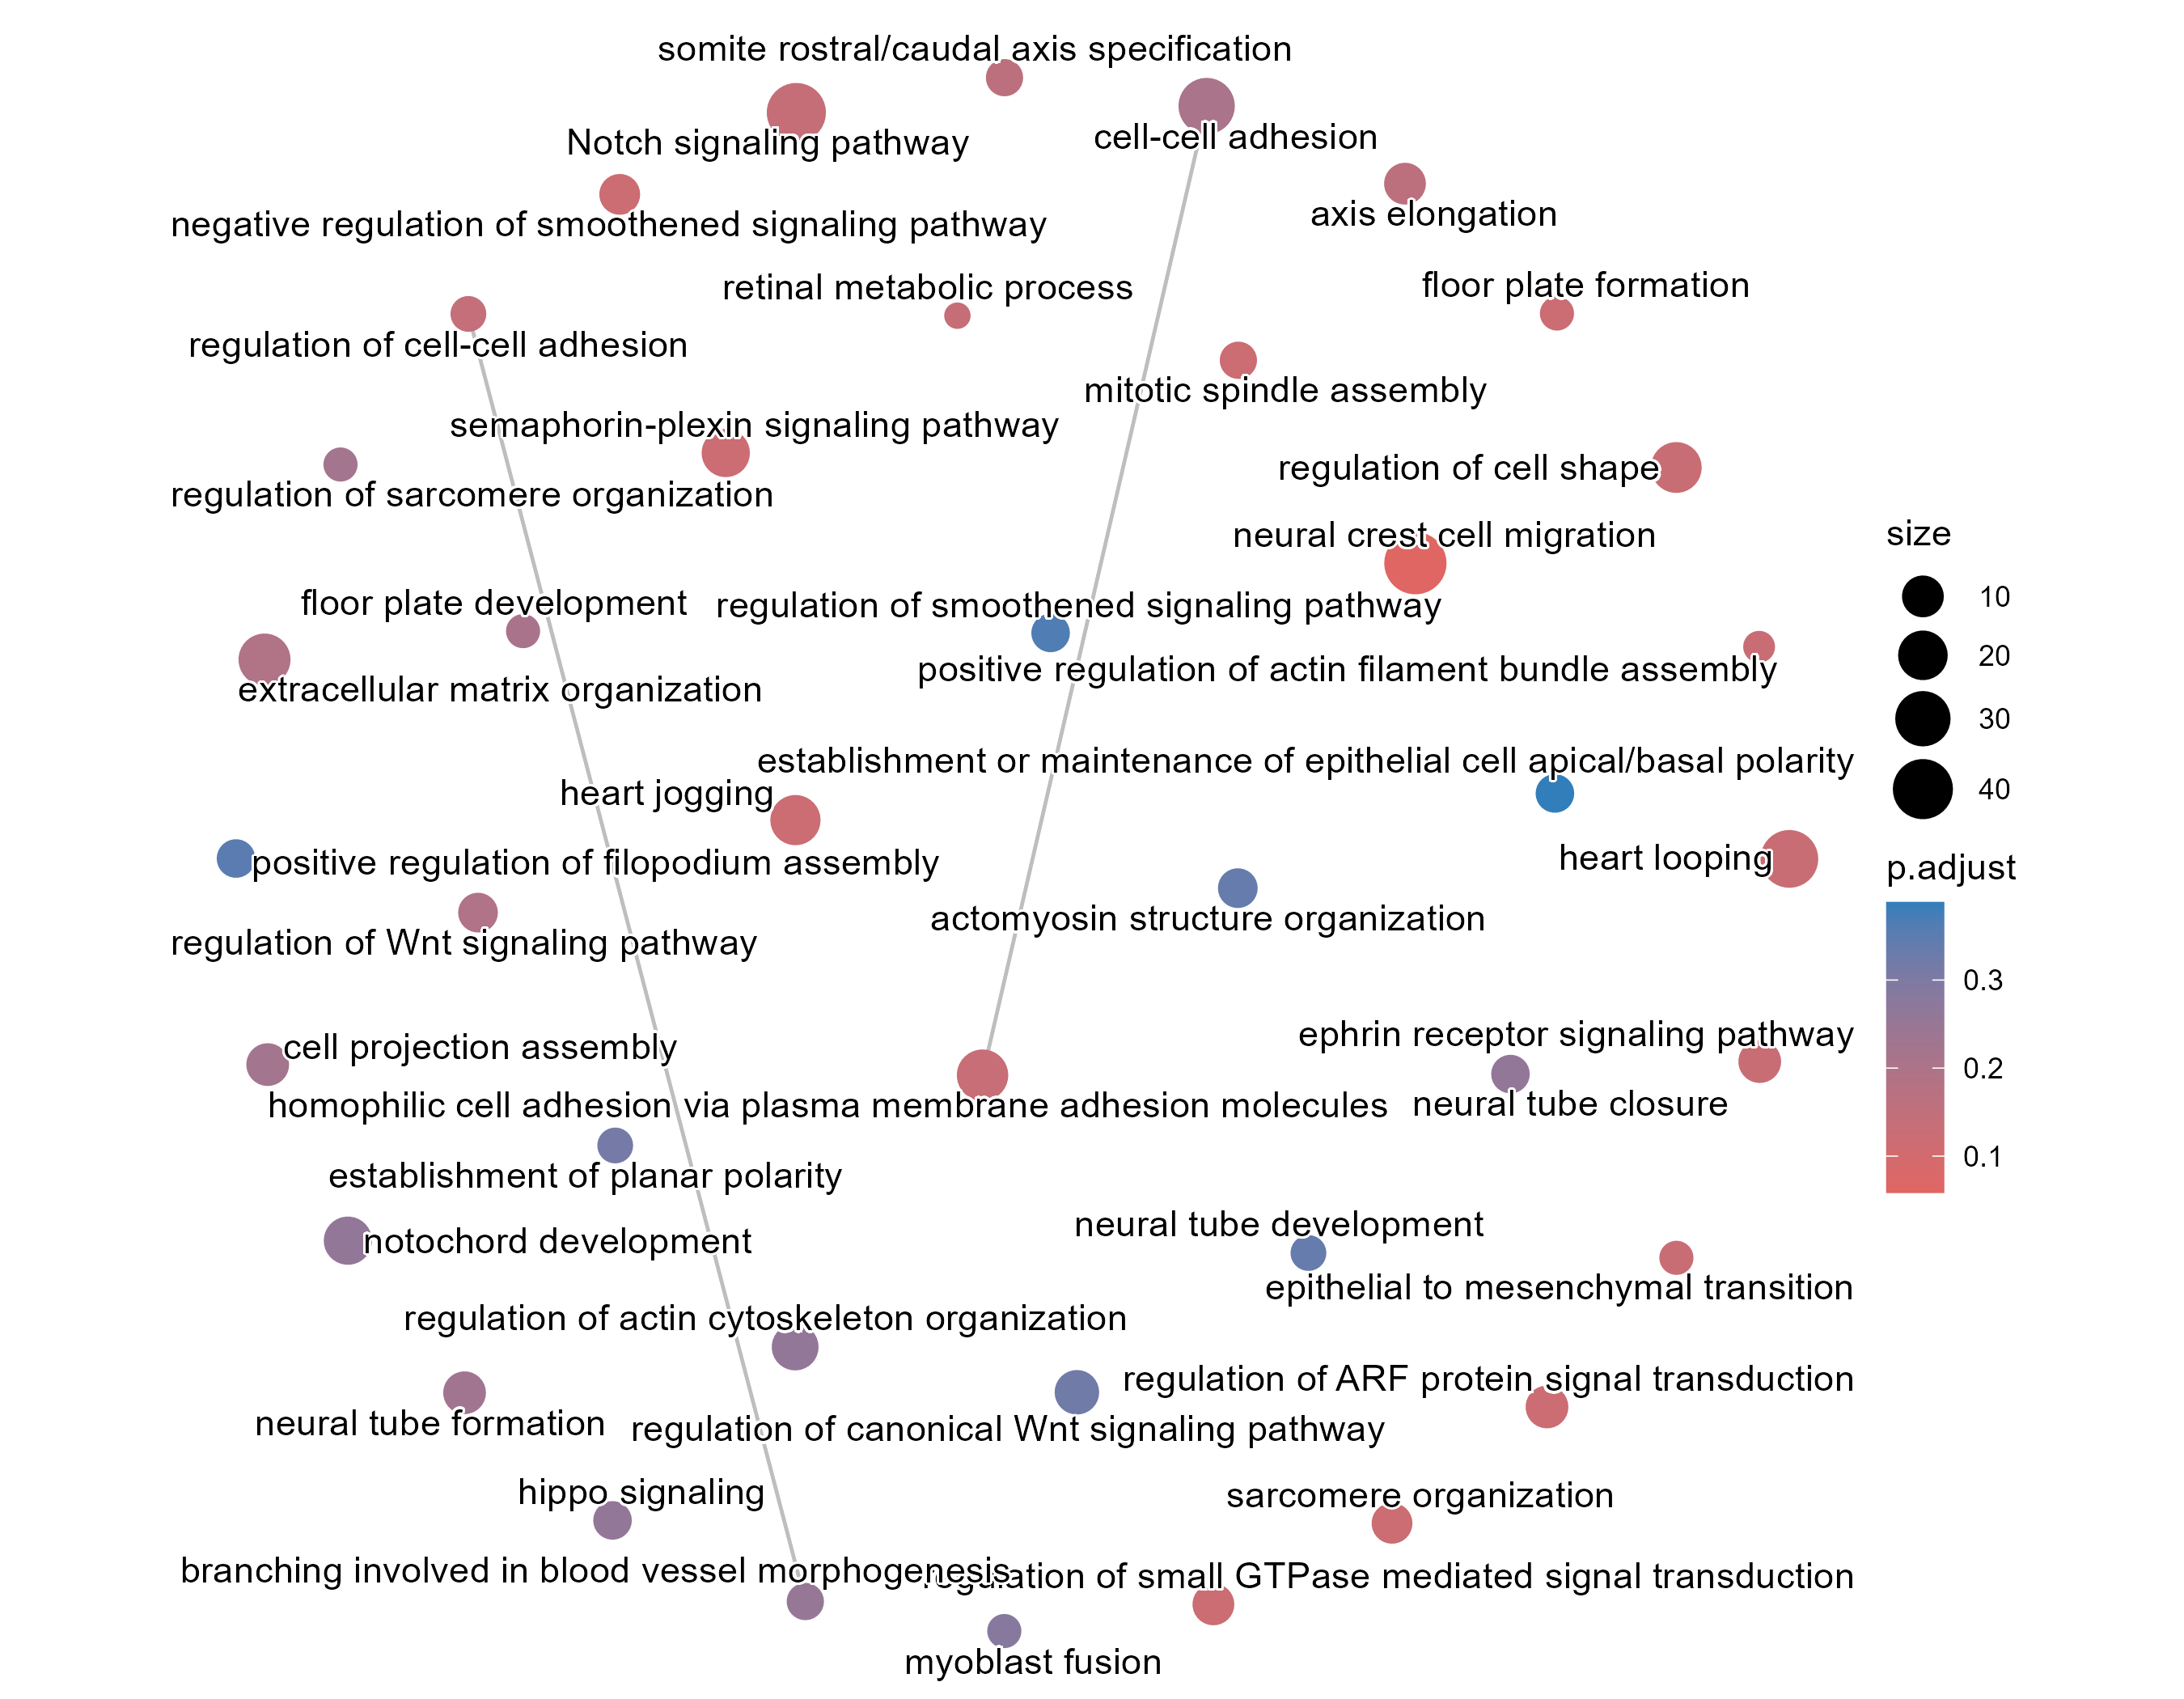 somite rostral/caudal axis specification
cell-cell adhesion
Notch signaling pathway
axis elongation
negative regulation of smoothened signaling pathway
retinal metabolic process
floor plate formation
regulation of cell-cell adhesion
mitotic spindle assembly
semaphorin-plexin signaling pathway
regulation of cell shape
regulation of sarcomere organization
neural crest cell migration
floor plate development
regulation of smoothened signaling pathway
positive regulation of actin filament bundle assembly
extracellular matrix organization
establishment or maintenance of epithelial cell apical/basal polarity
heart jogging
heart looping
positive regulation of filopodium assembly
actomyosin structure organization
regulation of Wnt signaling pathway
ephrin receptor signaling pathway
cell projection assembly
homophilic cell adhesion via plasma membrane adhesion molecules
neural tube closure
establishment of planar polarity
neural tube development
notochord development
epithelial to mesenchymal transition
regulation of actin cytoskeleton organization
regulation of ARF protein signal transduction
neural tube formation
regulation of canonical Wnt signaling pathway
hippo signaling
sarcomere organization
branching involved in blood vessel morphogenesis
of small GTPase mediated signal transduction
myoblast fusion
size
10
20
30
40
p.adjust
0.3
0.2
0.1